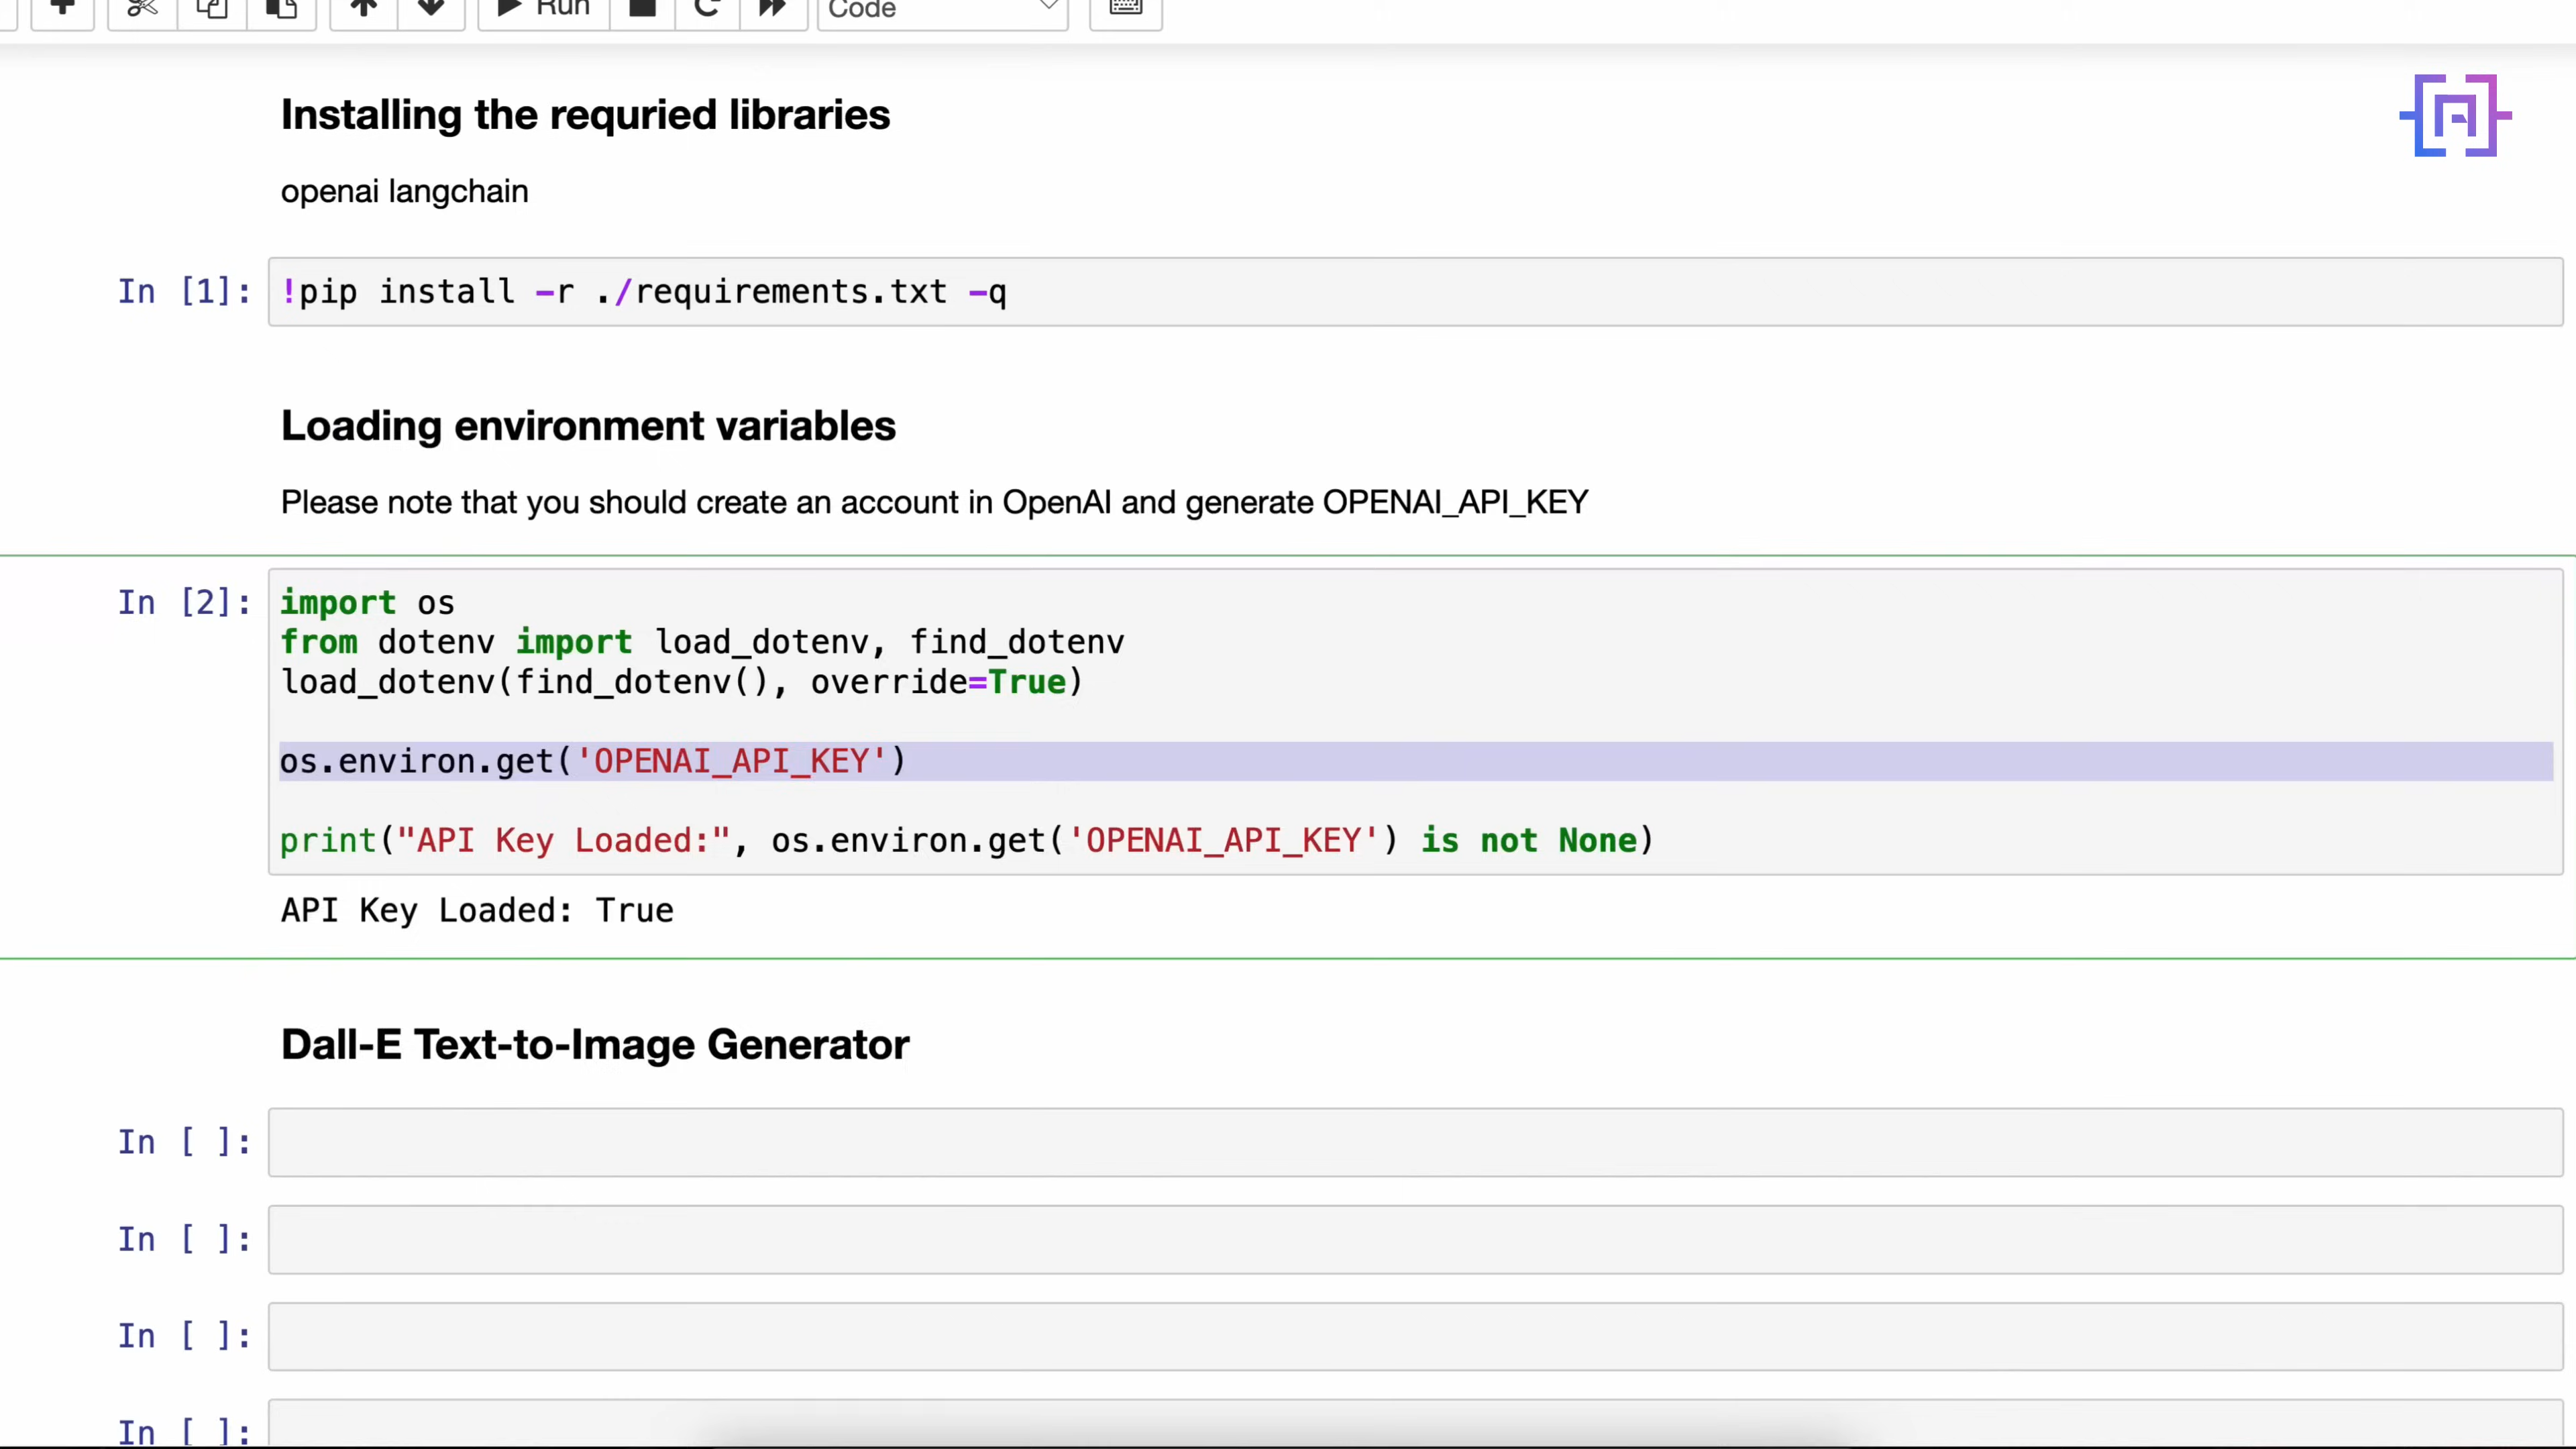 Run
Code
Installing the requried libraries
openai langchain
In [1]:
!pip install -r ./requirements.txt -q
Loading environment variables
Please note that you should create an account in OpenAI and generate OPENAI_API_KEY
In [2]:
import os
from dotenv import load_dotenv, find_dotenv
load_dotenv(find_dotenv(), override=True)
os.environ.get('OPENAI_API_KEY')
print("API Key Loaded:", os.environ.get('OPENAI_API_KEY') is not None)
API Key Loaded: True
Dall-E Text-to-Image Generator
In [ ]:
In [ ]:
In [ ]:
In [ ]: